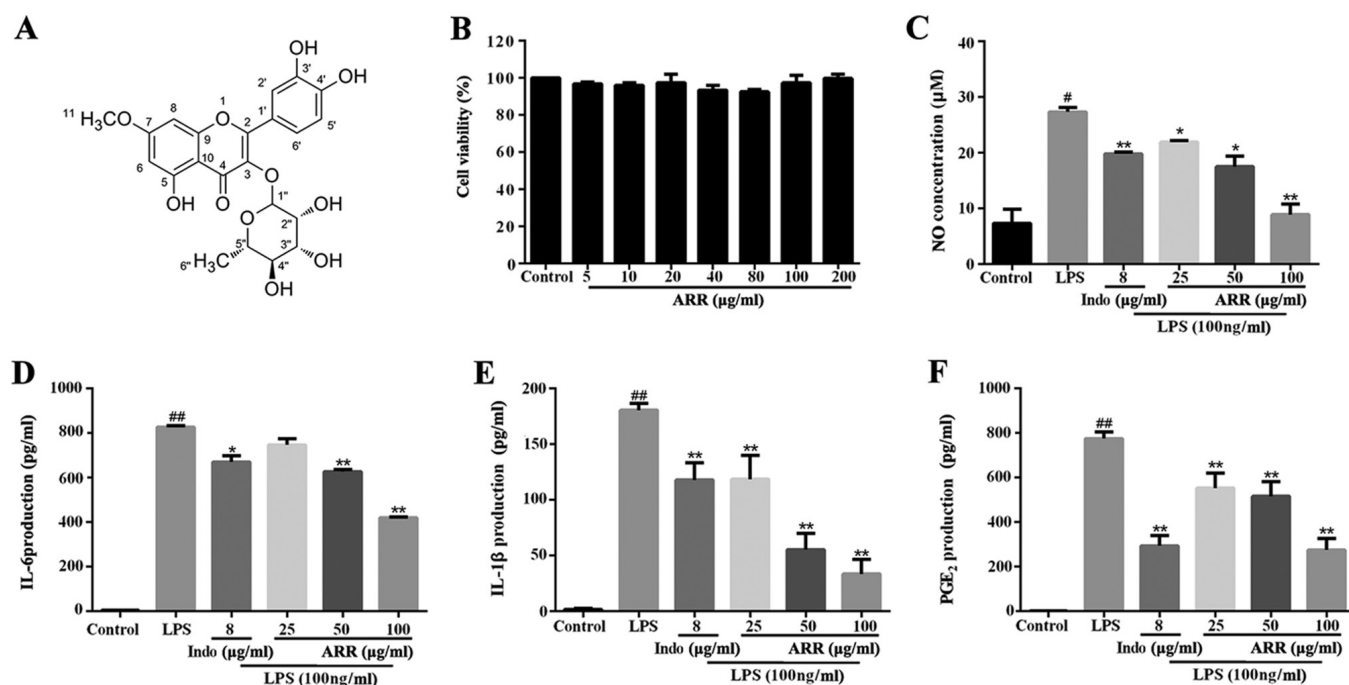 A
OH
3'
OH
2'
4'
11
8
1
1'
H₃CO
O
5'
7
2
9
6'
6
10
4
3
5
O
OH
O
1"
O
OH
2"
5"
3"
H₃C
4"
OH
6"
OH
B
Cell viability (%)
120
100
80
60
40
20
0
Control 5 10 20 40 80 100 200
ARR (µg/ml)
C
NO concentration (µM)
40
30
20
10
0
#
**
*
*
**
Control LPS 8 25 50 100
Indo (µg/ml) ARR (µg/ml)
LPS (100ng/ml)
D
IL-6production (pg/ml)
1000
800
600
400
200
0
##
*
**
**
Control LPS 8 25 50 100
Indo (µg/ml) ARR (µg/ml)
LPS (100ng/ml)
E
IL-1β production (pg/ml)
200
150
100
50
0
##
**
**
**
**
Control LPS 8 25 50 100
Indo (µg/ml) ARR (µg/ml)
LPS (100ng/ml)
F
PGE₂ production (pg/ml)
1000
800
600
400
200
0
##
**
**
**
**
Control LPS 8 25 50 100
Indo (µg/ml) ARR (µg/ml)
LPS (100ng/ml)